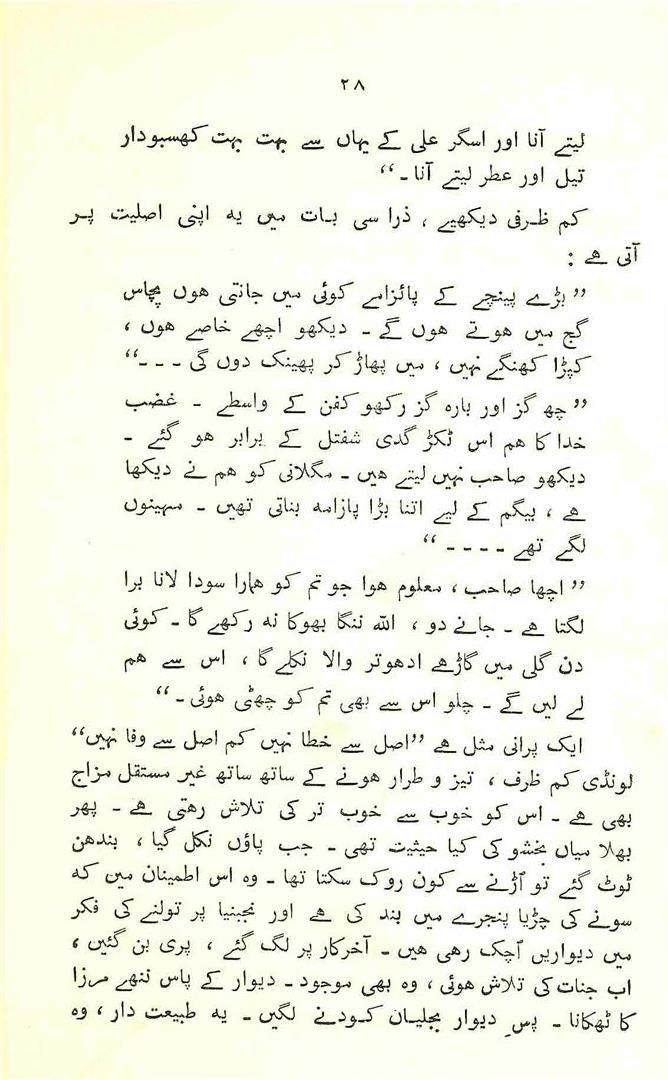 ۲۸
لیتے آنا اور اسگر علی کے یہاں سے بہت بہت کھسبودار
تیل اور عطر لیتے آنا ۔ “
کم ظرفی دیکھیے ، ذرا سی بات میں یہ اپنی اصلیت پر
آتی ہے :
” بڑے پینچے کے پائزامے کوئی میں جانتی ہوں پچاس
گج میں ہوتے ہوں گے ۔ دیکھو اچھے خاصے ہوں ،
کپڑا کھنگے نہیں ، میں پھاڑ کر پھینک دوں گی ۔ ۔ ۔“
” چھ گز اور بارہ گز رکھو کفن کے واسطے ۔ غضب
خدا کا ہم اس ٹکڑ گدی شفتل کے برابر ہو گئے ۔
دیکھو صاحب نہیں لیتے ہیں ۔ مگلانی کو ہم نے دیکھا
ہے ، بیگم کے لیے اتنا بڑا پازامہ بناتی تھیں ۔ مہینوں
لگے تھے ۔ ۔ ۔ ۔ “
” اچھا صاحب ، معلوم ہوا جو تم کو ہمارا سودا لانا برا
لگتا ہے ۔ جانے دو ، اللہ ننگا بھوکا نہ رکھے گا ۔ کوئی
دن گلی میں گاڑھے ادھوتر والا نکلے گا ، اس سے ہم
لے لیں گے ۔ چلو اس سے بھی تم کو چھٹی ہوئی ۔ “
ایک پرانی مثل ہے ”اصل سے خطا نہیں کم اصل سے وفا نہیں“
لونڈی کم ظرف ، تیز و طرار ہونے کے ساتھ ساتھ غیر مستقل مزاج
بھی ہے ۔ اس کو خوب سے خوب تر کی تلاش رہتی ہے ۔ پھر
بھلا میاں بخشو کی کیا حیثیت تھی ۔ جب پاؤں نکل گیا ، بندھن
ٹوٹ گئے تو اڑنے سے کون روک سکتا تھا ۔ وہ اس اطمینان میں کہ
سونے کی چڑیا پنجرے میں بند کی ہے اور نجبنیا پر تولنے کی فکر
میں دیواریں اچک رہی ہیں ۔ آخرکار پر لگ گئے ، پری بن گئیں ،
اب جنات کی تلاش ہوئی ، وہ بھی موجود ۔ دیوار کے پاس ننھے مرزا
کا ٹھکانا ۔ پسِ دیوار بجلیاں کودنے لگیں ۔ یہ طبیعت دار ، وہ